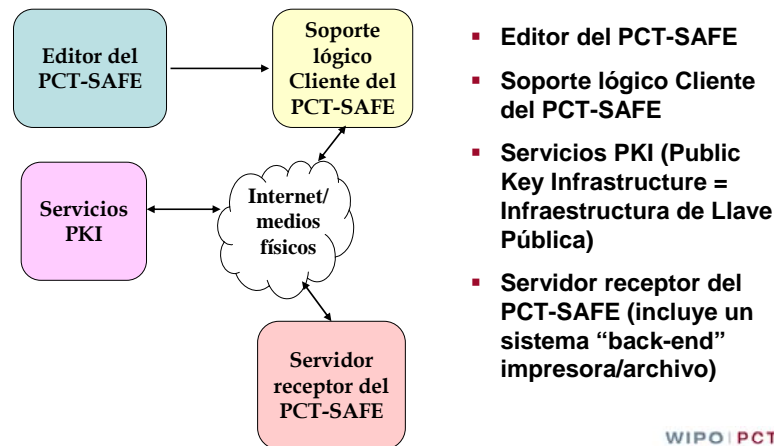 Editor del
PCT-SAFE
Soporte
lógico
Cliente del
PCT-SAFE
Servicios
PKI
Internet/
medios
físicos
Servidor
receptor del
PCT-SAFE
▪ Editor del PCT-SAFE
▪ Soporte lógico Cliente
del PCT-SAFE
▪ Servicios PKI (Public
Key Infrastructure =
Infraestructura de Llave
Pública)
▪ Servidor receptor del
PCT-SAFE (incluye un
sistema “back-end”
impresora/archivo)
WIPO|PCT